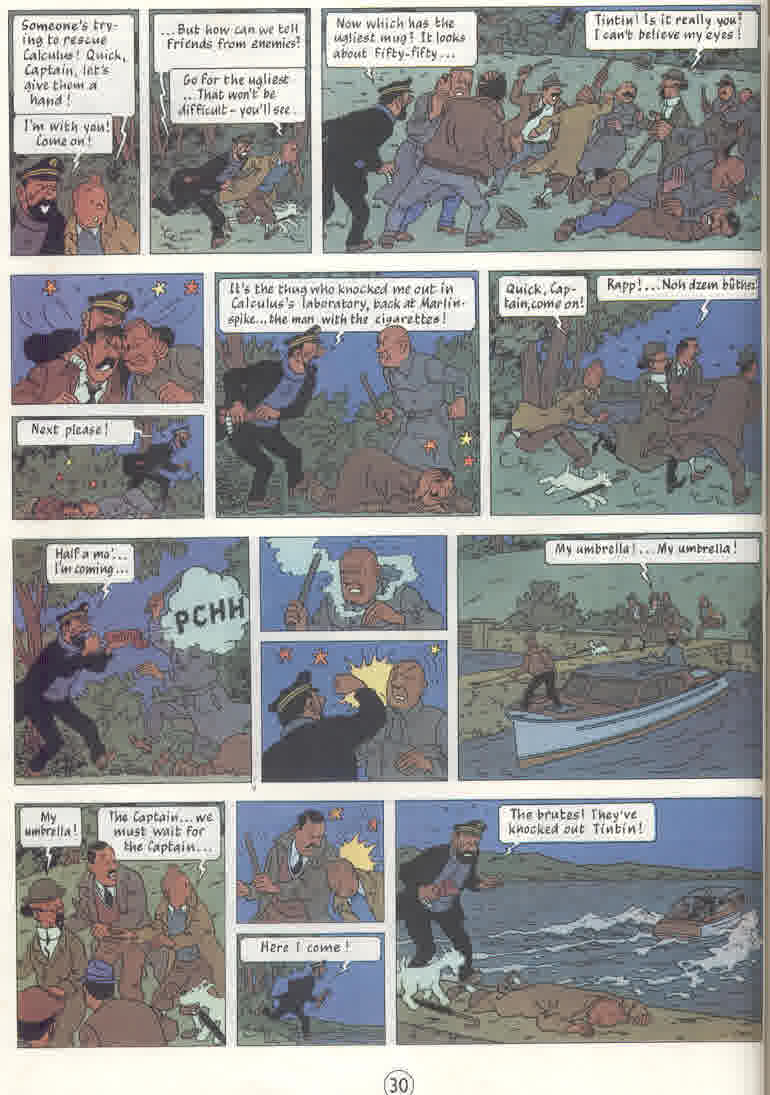 Someone's try-
ing to rescue
Calculus! Quick,
Captain, let's
give them a
hand!
I'm with you!
Come on!
...But how can we tell
friends from enemies?
Go for the ugliest
...That won't be
difficult - you'll see.
Now which has the
ugliest mug? It looks
about fifty-fifty...
Tintin! Is it really you?
I can't believe my eyes!
It's the thug who knocked me out in
Calculus's laboratory, back at Marlin-
spike...the man with the cigarettes!
Next please!
Quick, Cap-
tain, come on!
Rapp!...Noh dzem bûthsz!
Half a mo'...
I'm coming...
PCHH
My umbrella!...My umbrella!
My
umbrella!
The Captain...we
must wait for
the Captain...
Here I come!
The brutes! They've
knocked out Tintin!
30